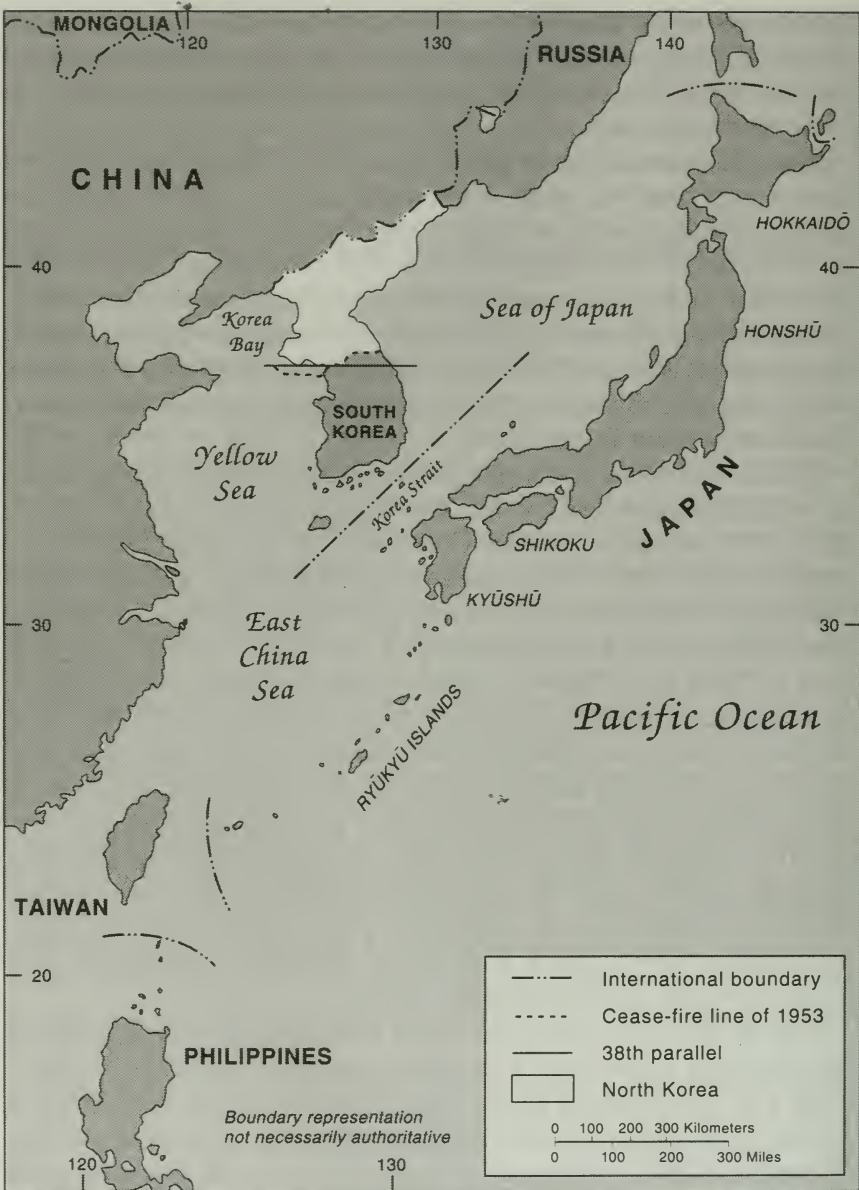 MONGOLIA
120
130
140
RUSSIA
CHINA
HOKKAIDŌ
40
40
Sea of Japan
Korea
Bay
HONSHŪ
SOUTH
KOREA
Yellow
Sea
Korea Strait
JAPAN
SHIKOKU
KYŪSHŪ
East
China
Sea
30
30
Pacific Ocean
RYŪKYŪ ISLANDS
TAIWAN
20
International boundary
Cease-fire line of 1953
38th parallel
North Korea
0 100 200 300 Kilometers
0 100 200 300 Miles
PHILIPPINES
Boundary representation
not necessarily authoritative
120
130